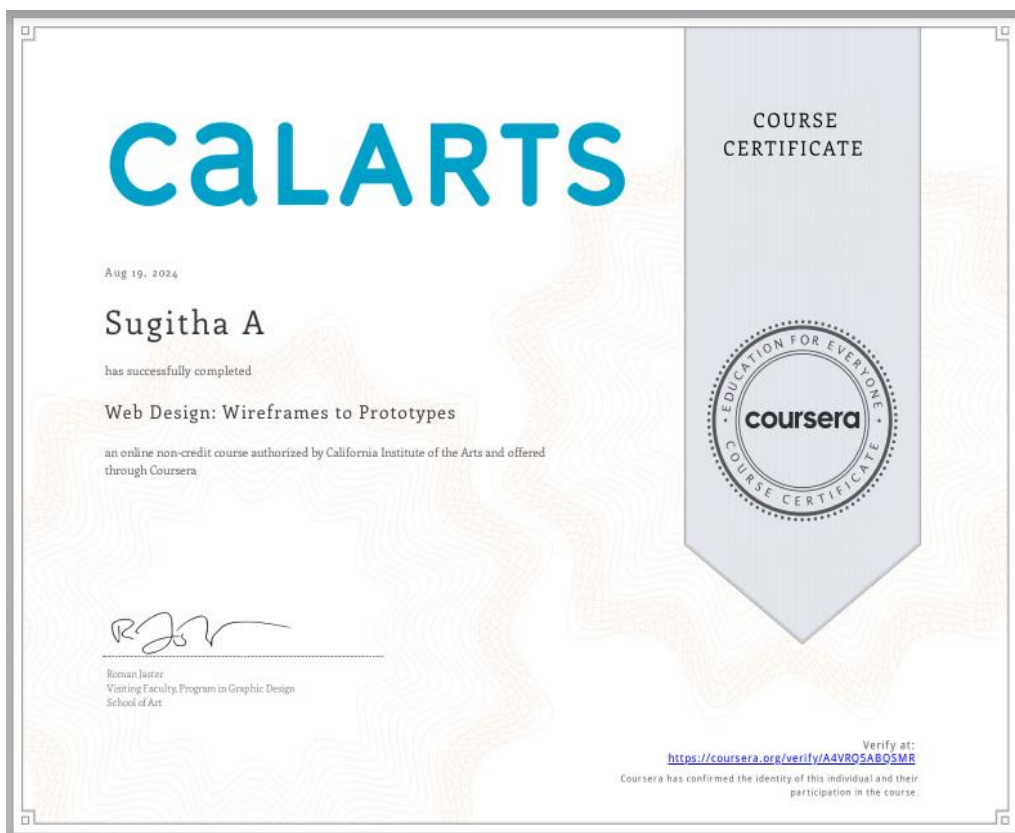 CalARTS
COURSE
CERTIFICATE
Aug 19, 2024
Sugitha A
has successfully completed
Web Design: Wireframes to Prototypes
an online non-credit course authorized by California Institute of the Arts and offered
through Coursera
EDUCATION FOR EVERYONE
coursera
COURSE CERTIFICATE
Roman Jaster
Visiting Faculty, Program in Graphic Design
School of Art
Verify at:
https://coursera.org/verify/A4VRQ5ABQSMR
Coursera has confirmed the identity of this individual and their
participation in the course.